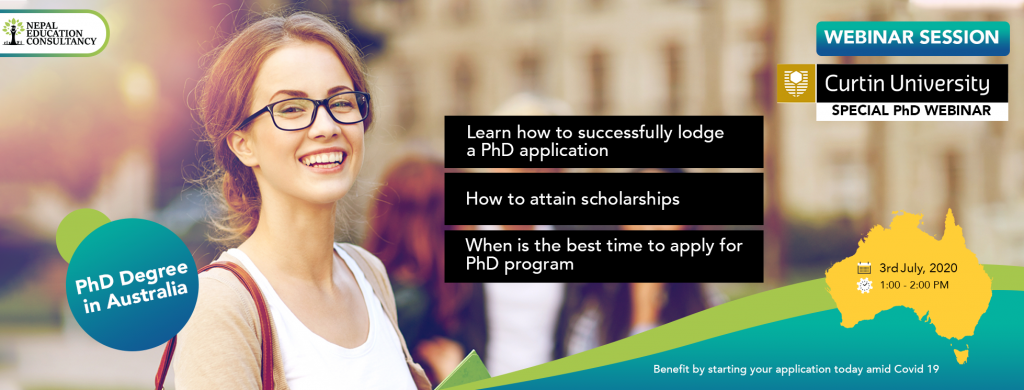 NEPAL
EDUCATION
CONSULTANCY
WEBINAR SESSION
Curtin University
SPECIAL PhD WEBINAR
Learn how to successfully lodge
a PhD application
How to attain scholarships
When is the best time to apply for
PhD program
PhD Degree
in Australia
3rd July, 2020
1:00 - 2:00 PM
Benefit by starting your application today amid Covid 19